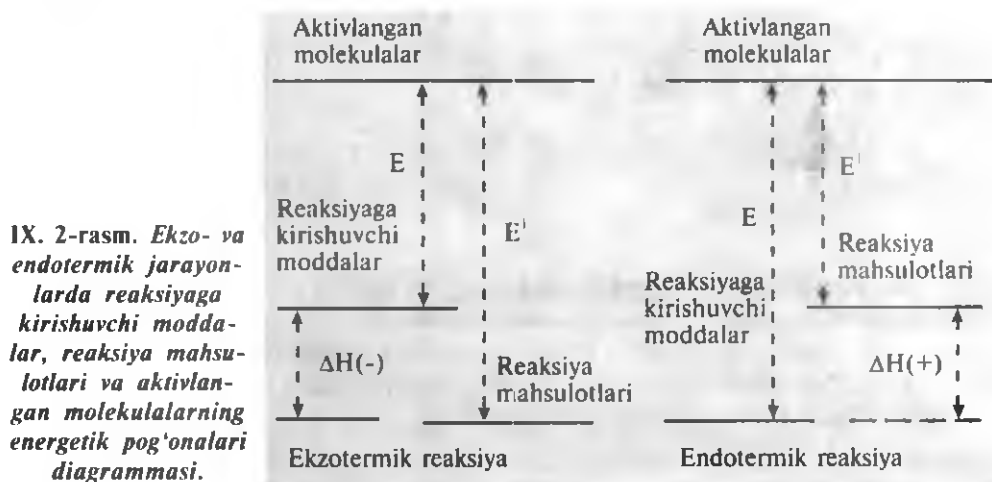 IX. 2-rasm. Ekzo- va
endotermik jarayon-
larda reaksiyaga
kirishuvchi modda-
lar, reaksiya mahsu-
lotlari va aktivlan-
gan molekulalarning
energetik pog‘onalari
diagrammasi.
Aktivlangan
molekulalar
E
E¹
Reaksiyaga
kirishuvchi
moddalar
ΔH(-)
Reaksiya
mahsulotlari
Ekzotermik reaksiya
Aktivlangan
molekulalar
E
E¹
Reaksiyaga
kirishuvchi
moddalar
Reaksiya
mahsulotlari
ΔH(+)
Endotermik reaksiya